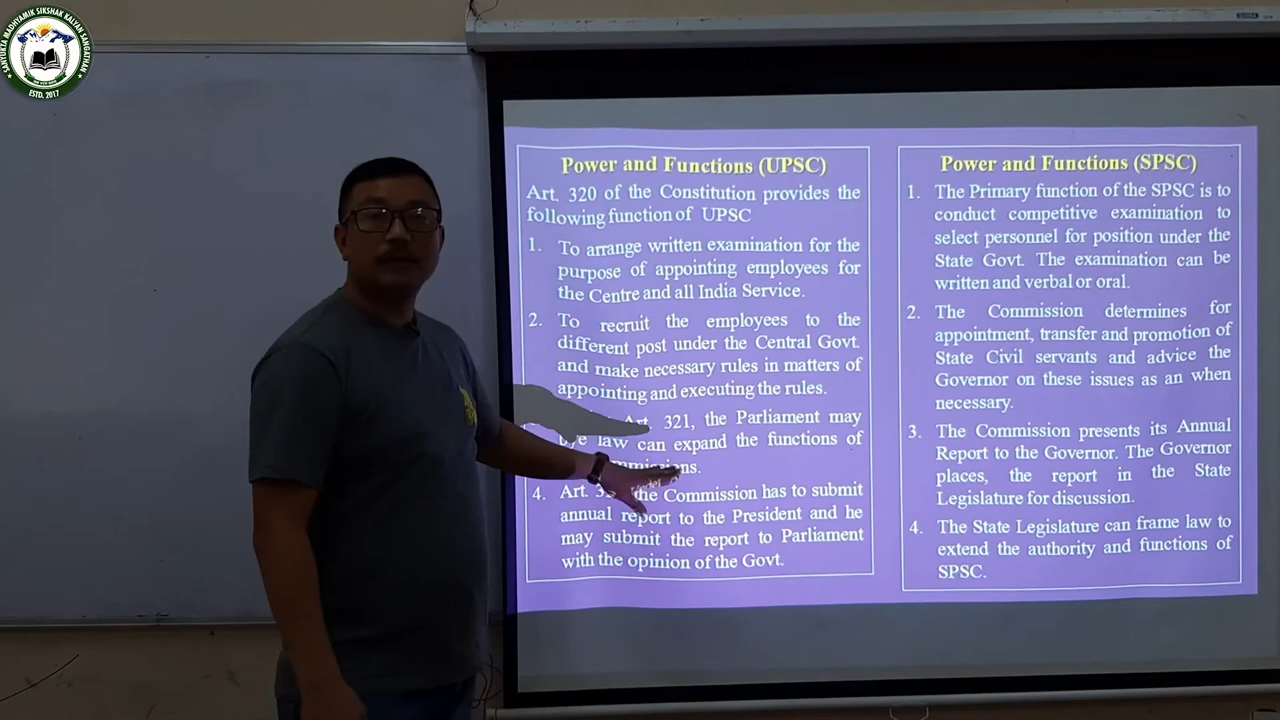 SANYUKTA MADHYAMIK SIKSHAK KALYAN SANGATHAN
ESTD. 2017
Power and Functions (UPSC)
Art. 320 of the Constitution provides the
following function of UPSC
1. To arrange written examination for the
purpose of appointing employees for
the Centre and all India Service.
2. To recruit the employees to the
different post under the Central Govt.
and make necessary rules in matters of
appointing and executing the rules.
321, the Parliament may
law can expand the functions of
4. Art. the Commission has to submit
annual report to the President and he
may submit the report to Parliament
with the opinion of the Govt.
Power and Functions (SPSC)
1. The Primary function of the SPSC is to
conduct competitive examination to
select personnel for position under the
State Govt. The examination can be
written and verbal or oral.
2. The Commission determines for
appointment, transfer and promotion of
State Civil servants and advice the
Governor on these issues as an when
necessary.
3. The Commission presents its Annual
Report to the Governor. The Governor
places, the report in the State
Legislature for discussion.
4. The State Legislature can frame law to
extend the authority and functions of
SPSC.